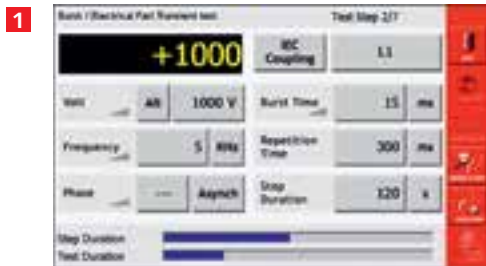 1
Burst / Electrical Fast Transient test Test Step 2/7
+1000
IEC Coupling L1
Volt Alt 1000 V Burst Time 15 ms
Frequency 5 KHz Repetition Time 300 ms
Phase --- Asynch Step Duration 120 s
Step Duration
Test Duration